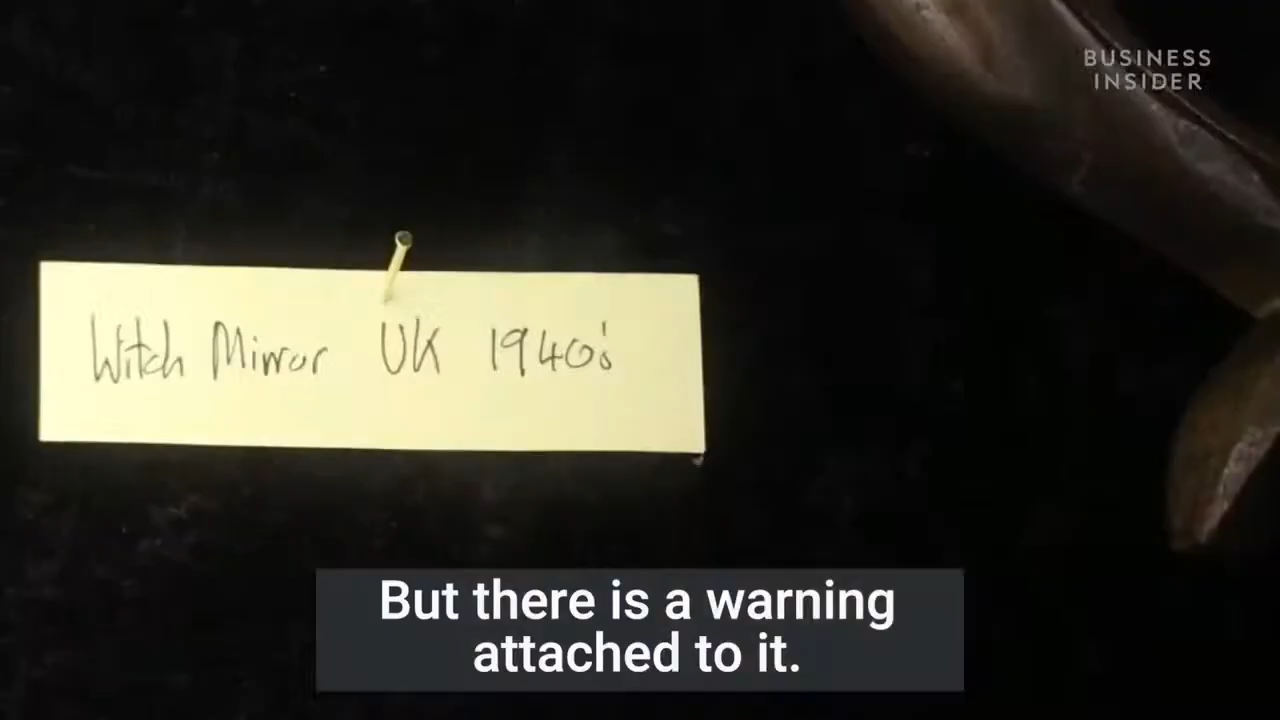 BUSINESS
INSIDER
Witch Mirror UK 1940's
But there is a warning
attached to it.